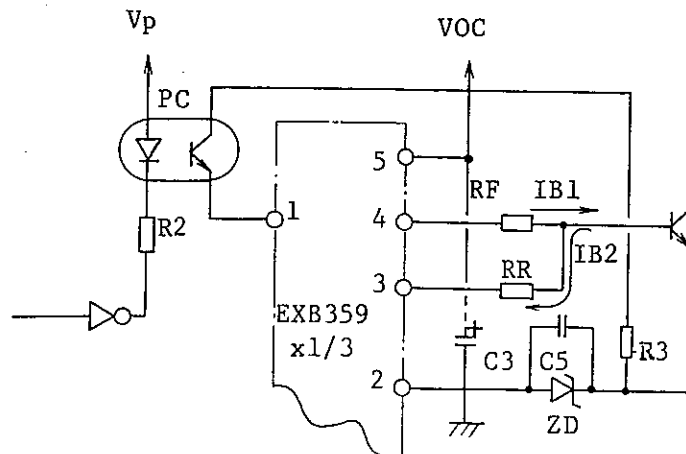 Vp
VOC
PC
5
RF
IB1
1
4
R2
RR
IB2
3
EXB359
x1/3
+
C3
C5
R3
2
ZD